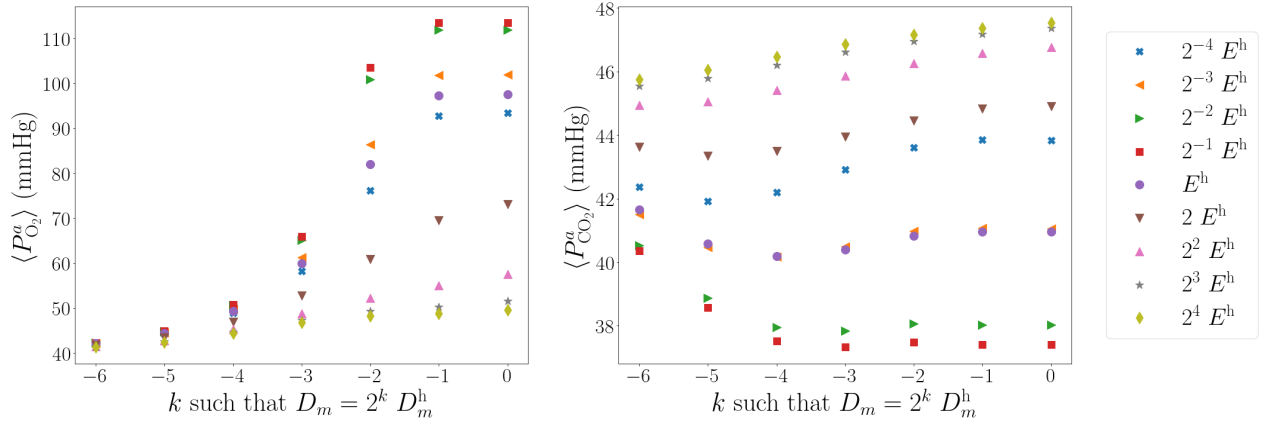 ⟨P^a_{O_2}⟩ (mmHg)
110
100
90
80
70
60
50
40
−6 −5 −4 −3 −2 −1 0
k such that D_m = 2^k D_m^h
⟨P^a_{CO_2}⟩ (mmHg)
48
46
44
42
40
38
−6 −5 −4 −3 −2 −1 0
k such that D_m = 2^k D_m^h
2^{−4} E^h
2^{−3} E^h
2^{−2} E^h
2^{−1} E^h
E^h
2 E^h
2^2 E^h
2^3 E^h
2^4 E^h